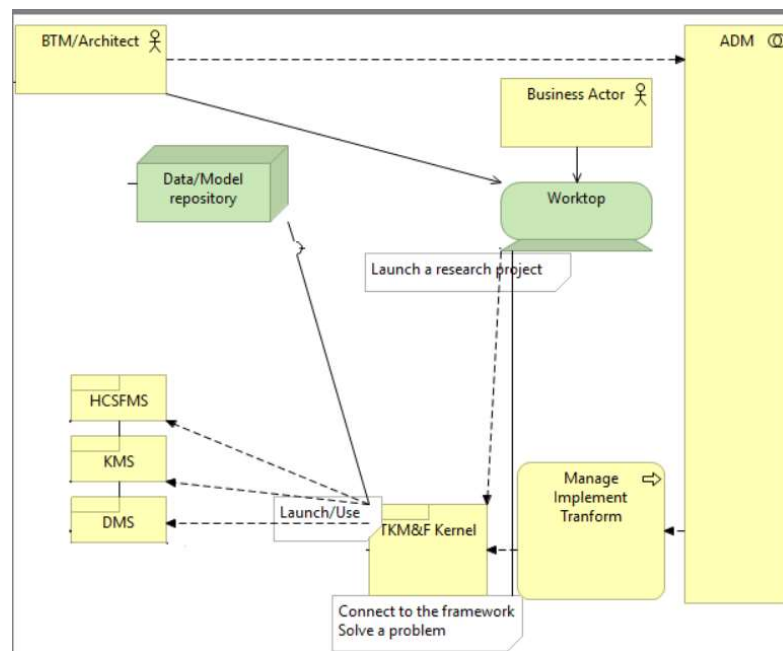 BTM/Architect
ADM
Business Actor
Data/Model
repository
Worktop
Launch a research project
HCSFMS
KMS
DMS
Launch/Use
TKM&F Kernel
Manage
Implement
Tranform
Connect to the framework
Solve a problem